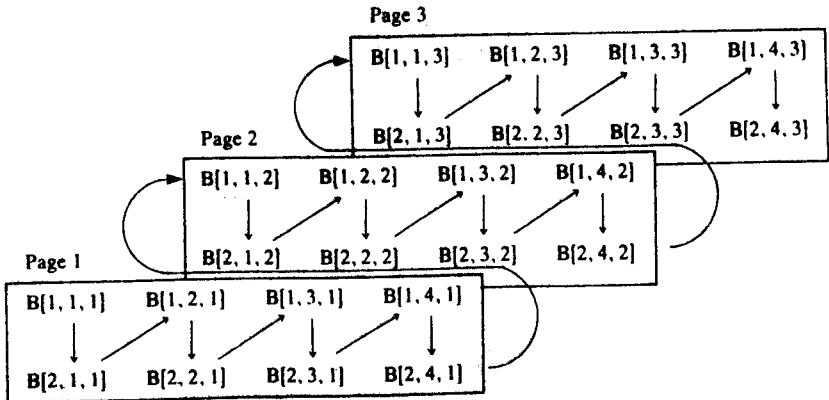 Page 3
B[1, 1, 3] B[1, 2, 3] B[1, 3, 3] B[1, 4, 3]
B[2, 1, 3] B[2. 2, 3] B[2, 3, 3] B[2, 4, 3]
Page 2
B[1, 1, 2] B[1, 2, 2] B[1, 3, 2] B[1, 4, 2]
B[2, 1, 2] B[2, 2, 2] B[2, 3, 2] B[2, 4, 2]
Page 1
B[1, 1, 1] B[1, 2, 1] B[1, 3, 1] B[1, 4, 1]
B[2, 1, 1] B[2, 2, 1] B[2, 3, 1] B[2, 4, 1]